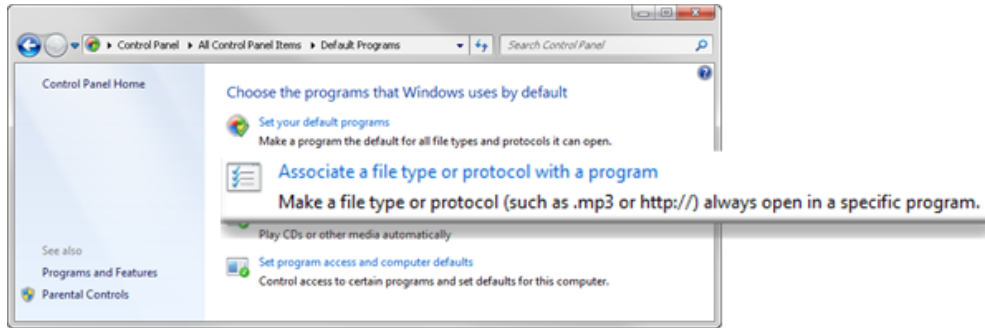 Control Panel All Control Panel Items Default Programs Search Control Panel
Control Panel Home
Choose the programs that Windows uses by default
Set your default programs
Make a program the default for all file types and protocols it can open.
Associate a file type or protocol with a program
Make a file type or protocol (such as .mp3 or http://) always open in a specific program.
Play CDs or other media automatically
Set program access and computer defaults
Control access to certain programs and set defaults for this computer.
See also
Programs and Features
Parental Controls